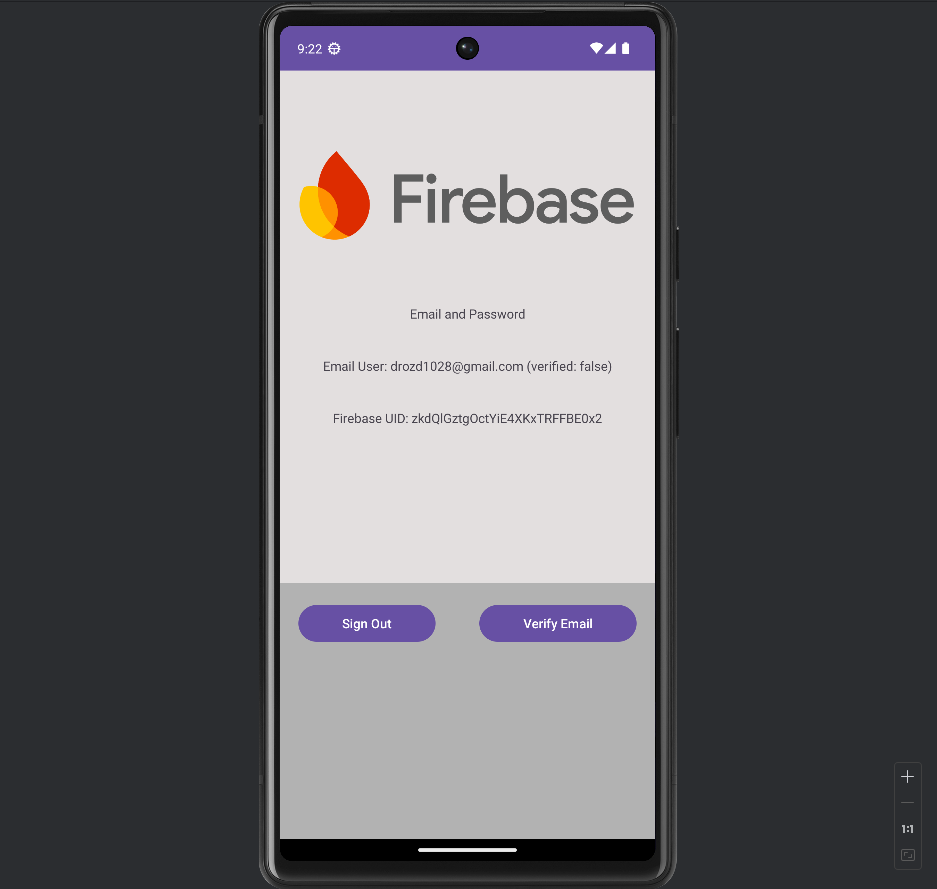 9:22
Firebase
Email and Password
Email User: drozd1028@gmail.com (verified: false)
Firebase UID: zkdQlGztgOctYiE4XKxTRFFBE0x2
Sign Out
Verify Email
1:1